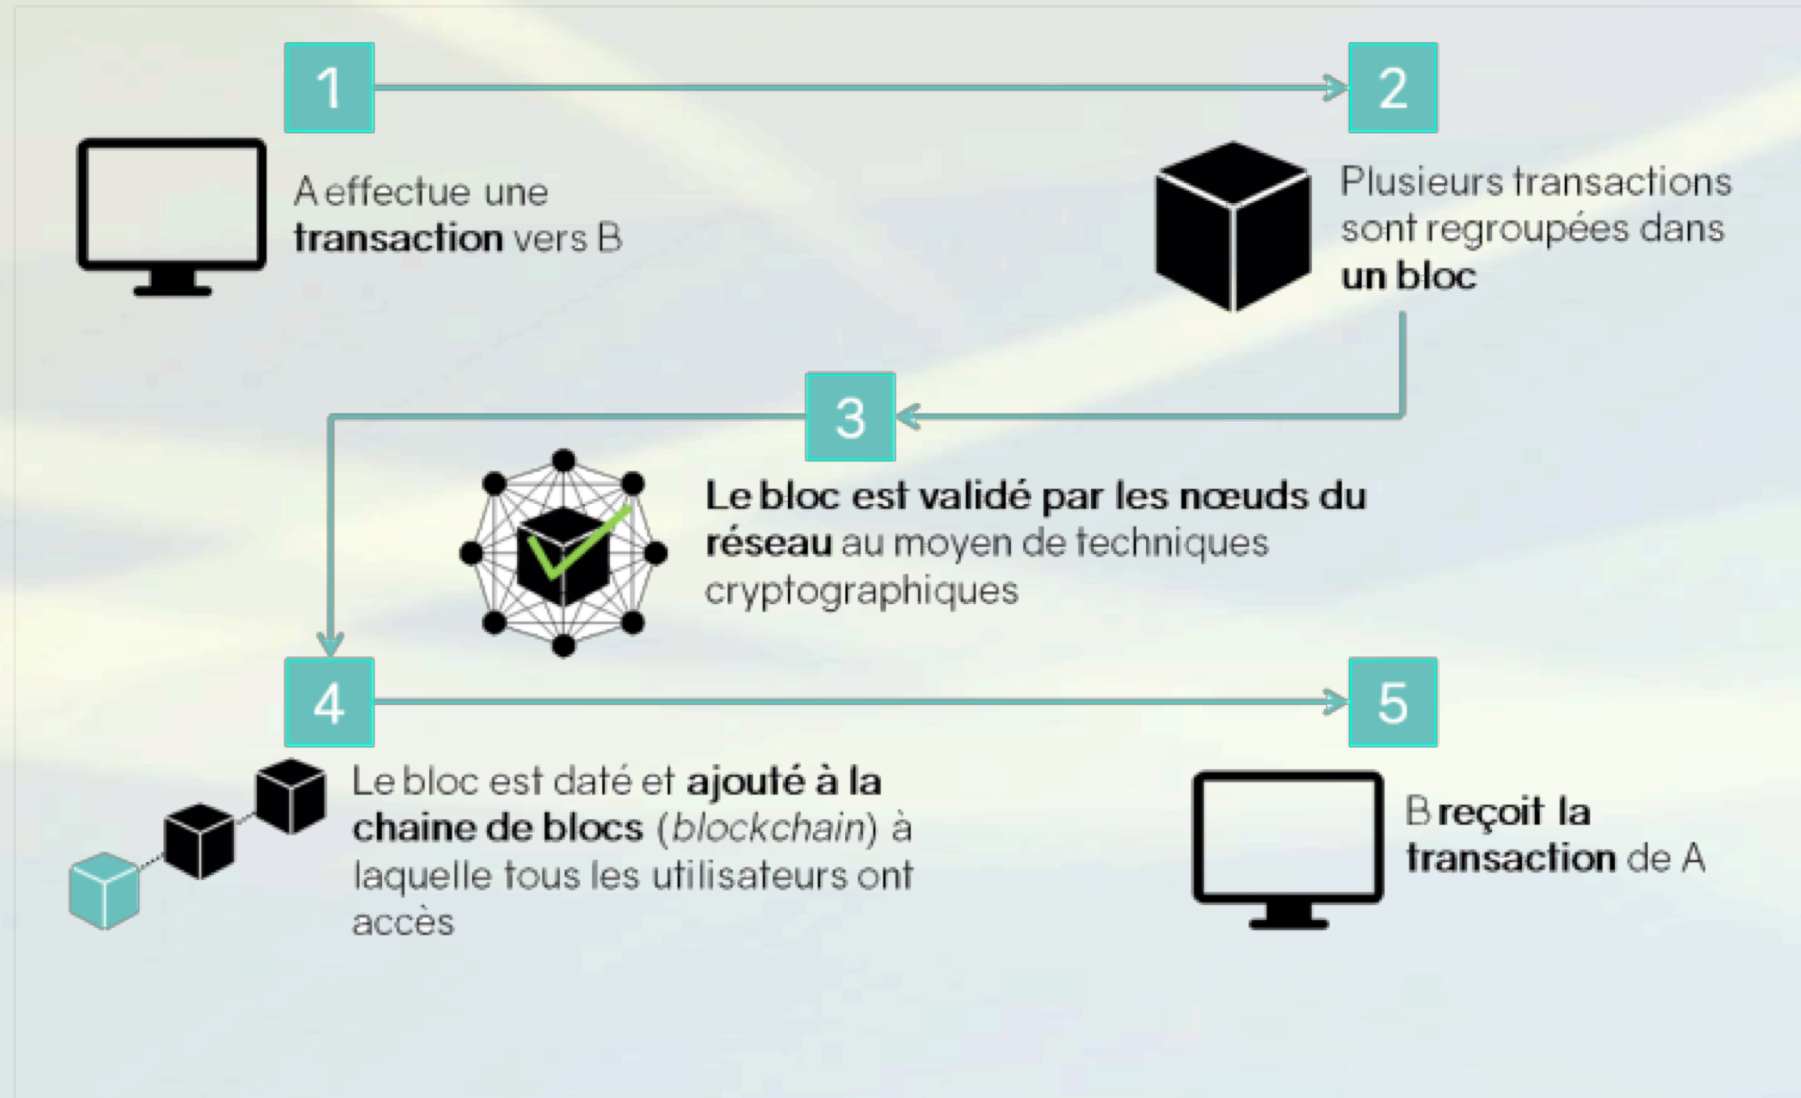 1
A effectue une
transaction vers B
2
Plusieurs transactions
sont regroupées dans
un bloc
3
Le bloc est validé par les nœuds du
réseau au moyen de techniques
cryptographiques
4
Le bloc est daté et ajouté à la
chaine de blocs (blockchain) à
laquelle tous les utilisateurs ont
accès
5
B reçoit la
transaction de A